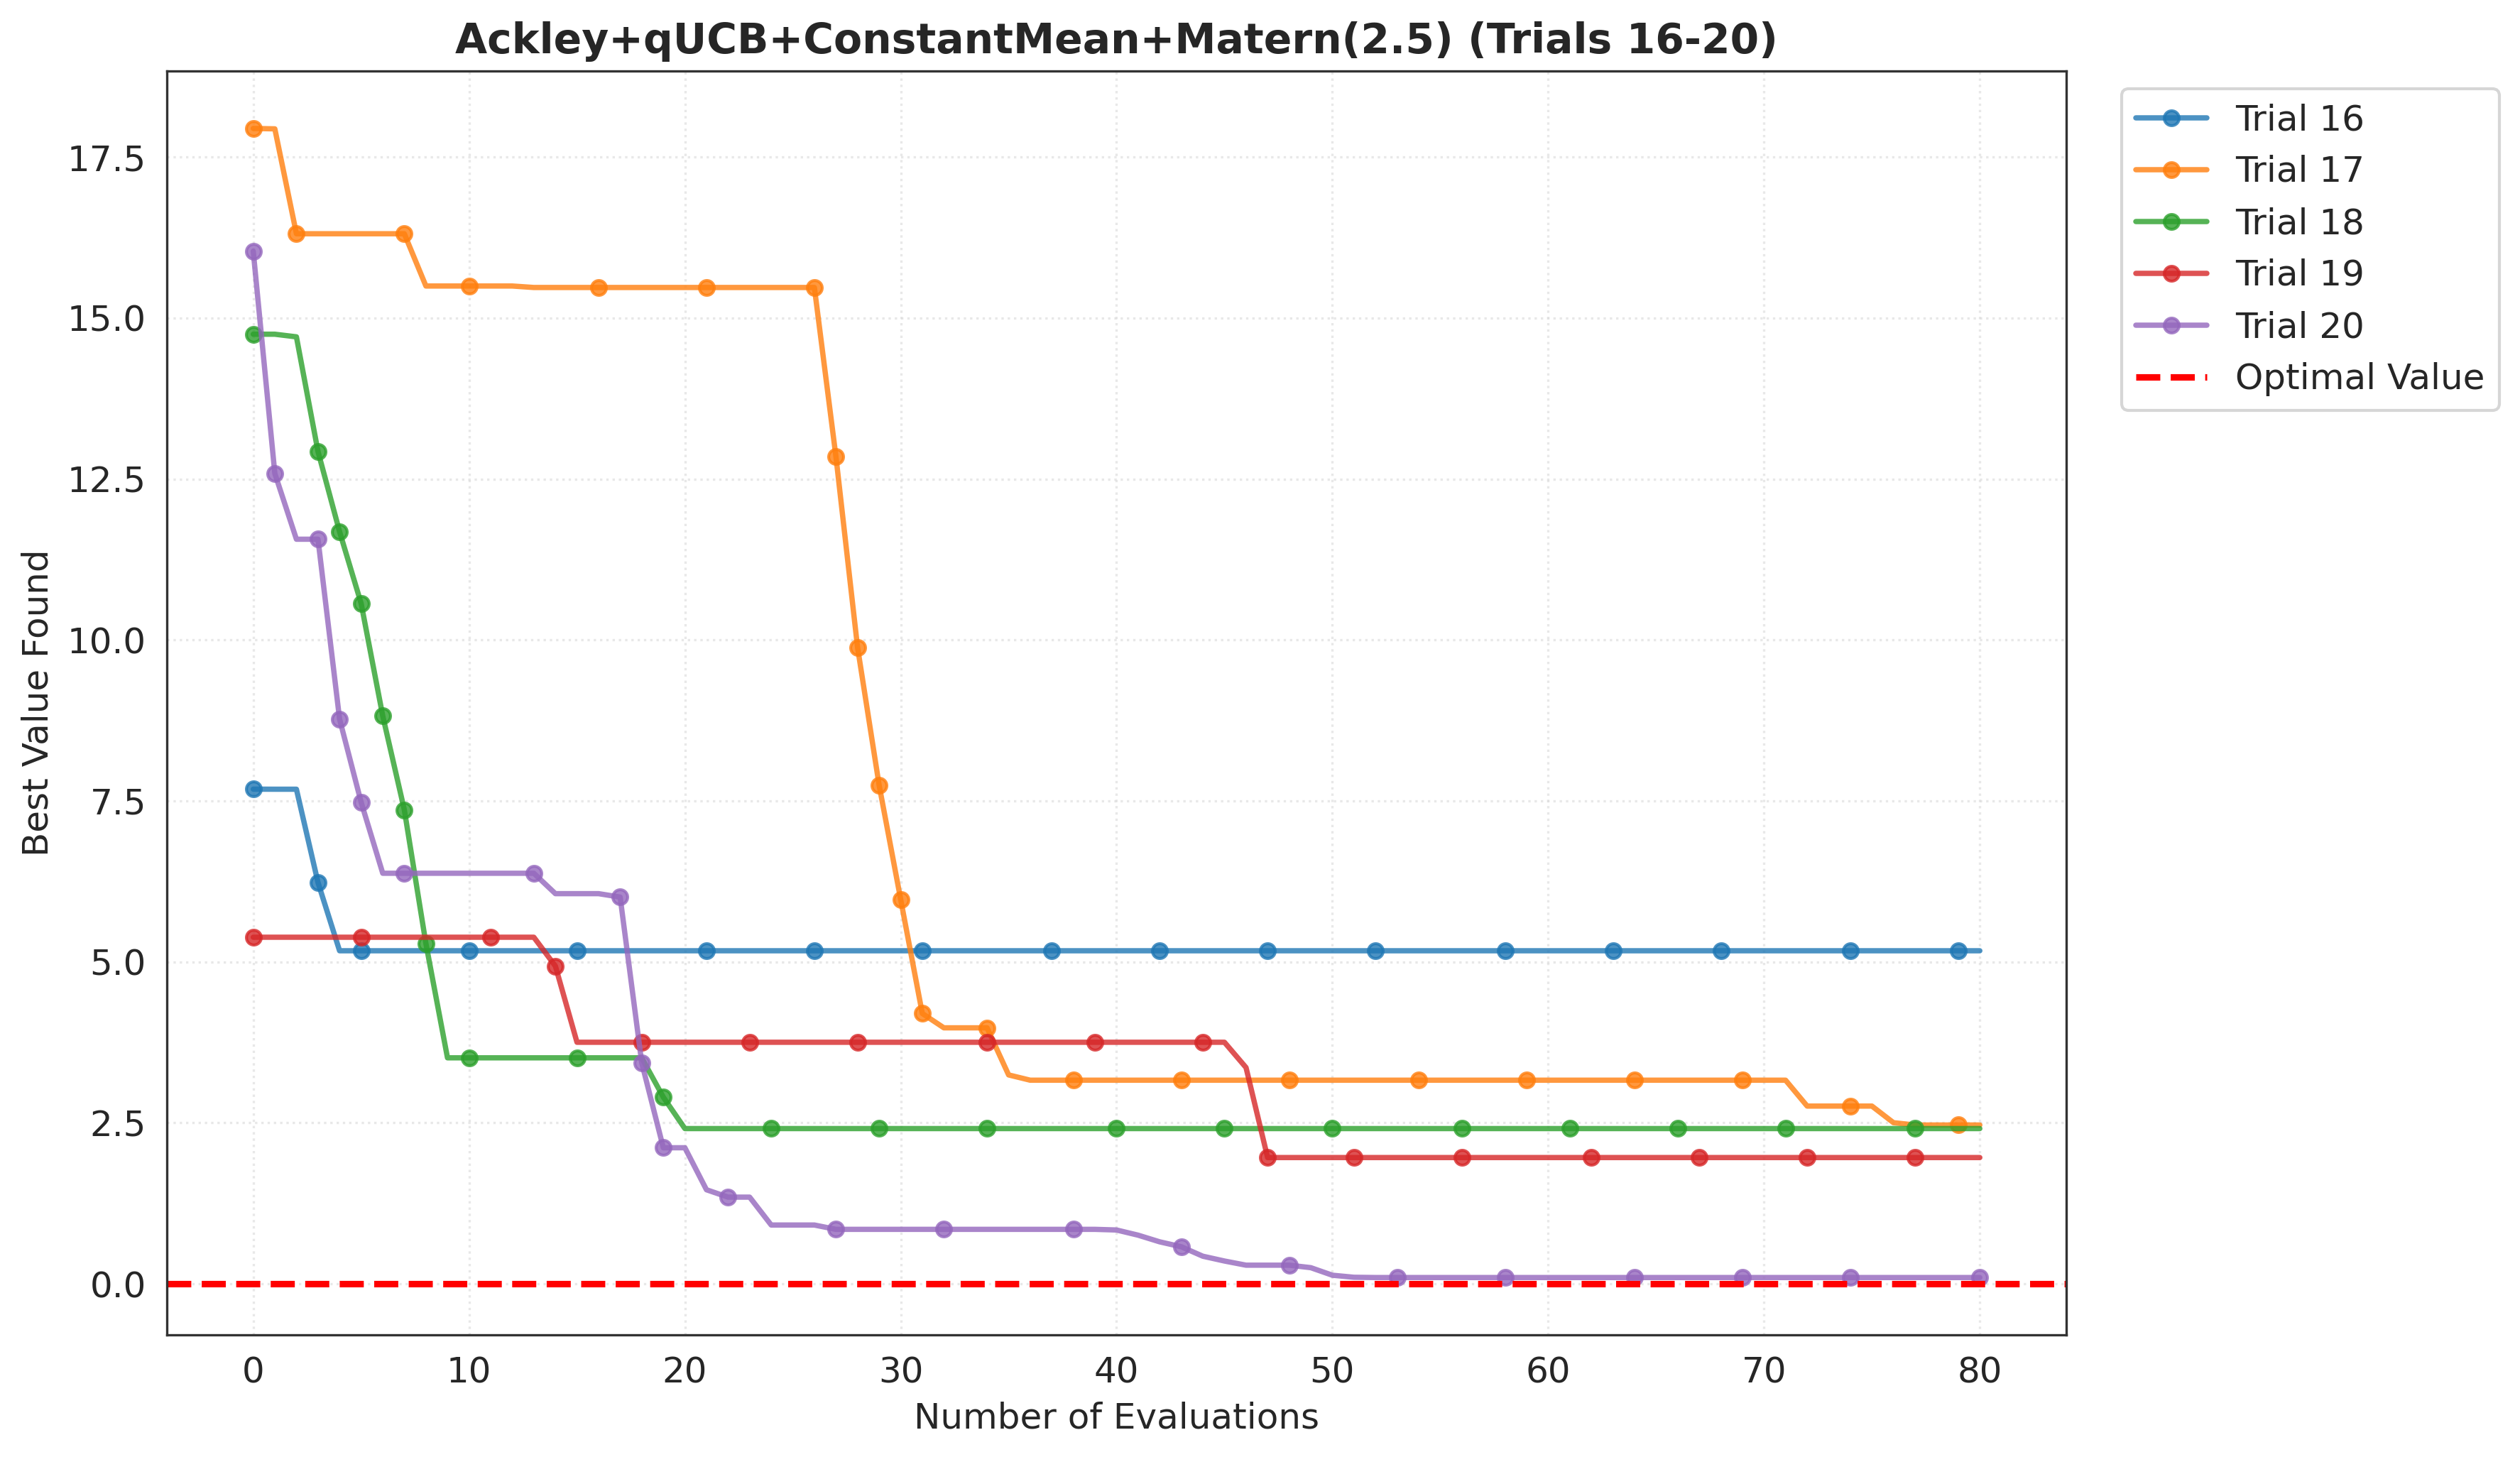 Ackley+qUCB+ConstantMean+Matern(2.5) (Trials 16-20)
Best Value Found
17.5
15.0
12.5
10.0
7.5
5.0
2.5
0.0
0 10 20 30 40 50 60 70 80
Number of Evaluations
Trial 16
Trial 17
Trial 18
Trial 19
Trial 20
Optimal Value